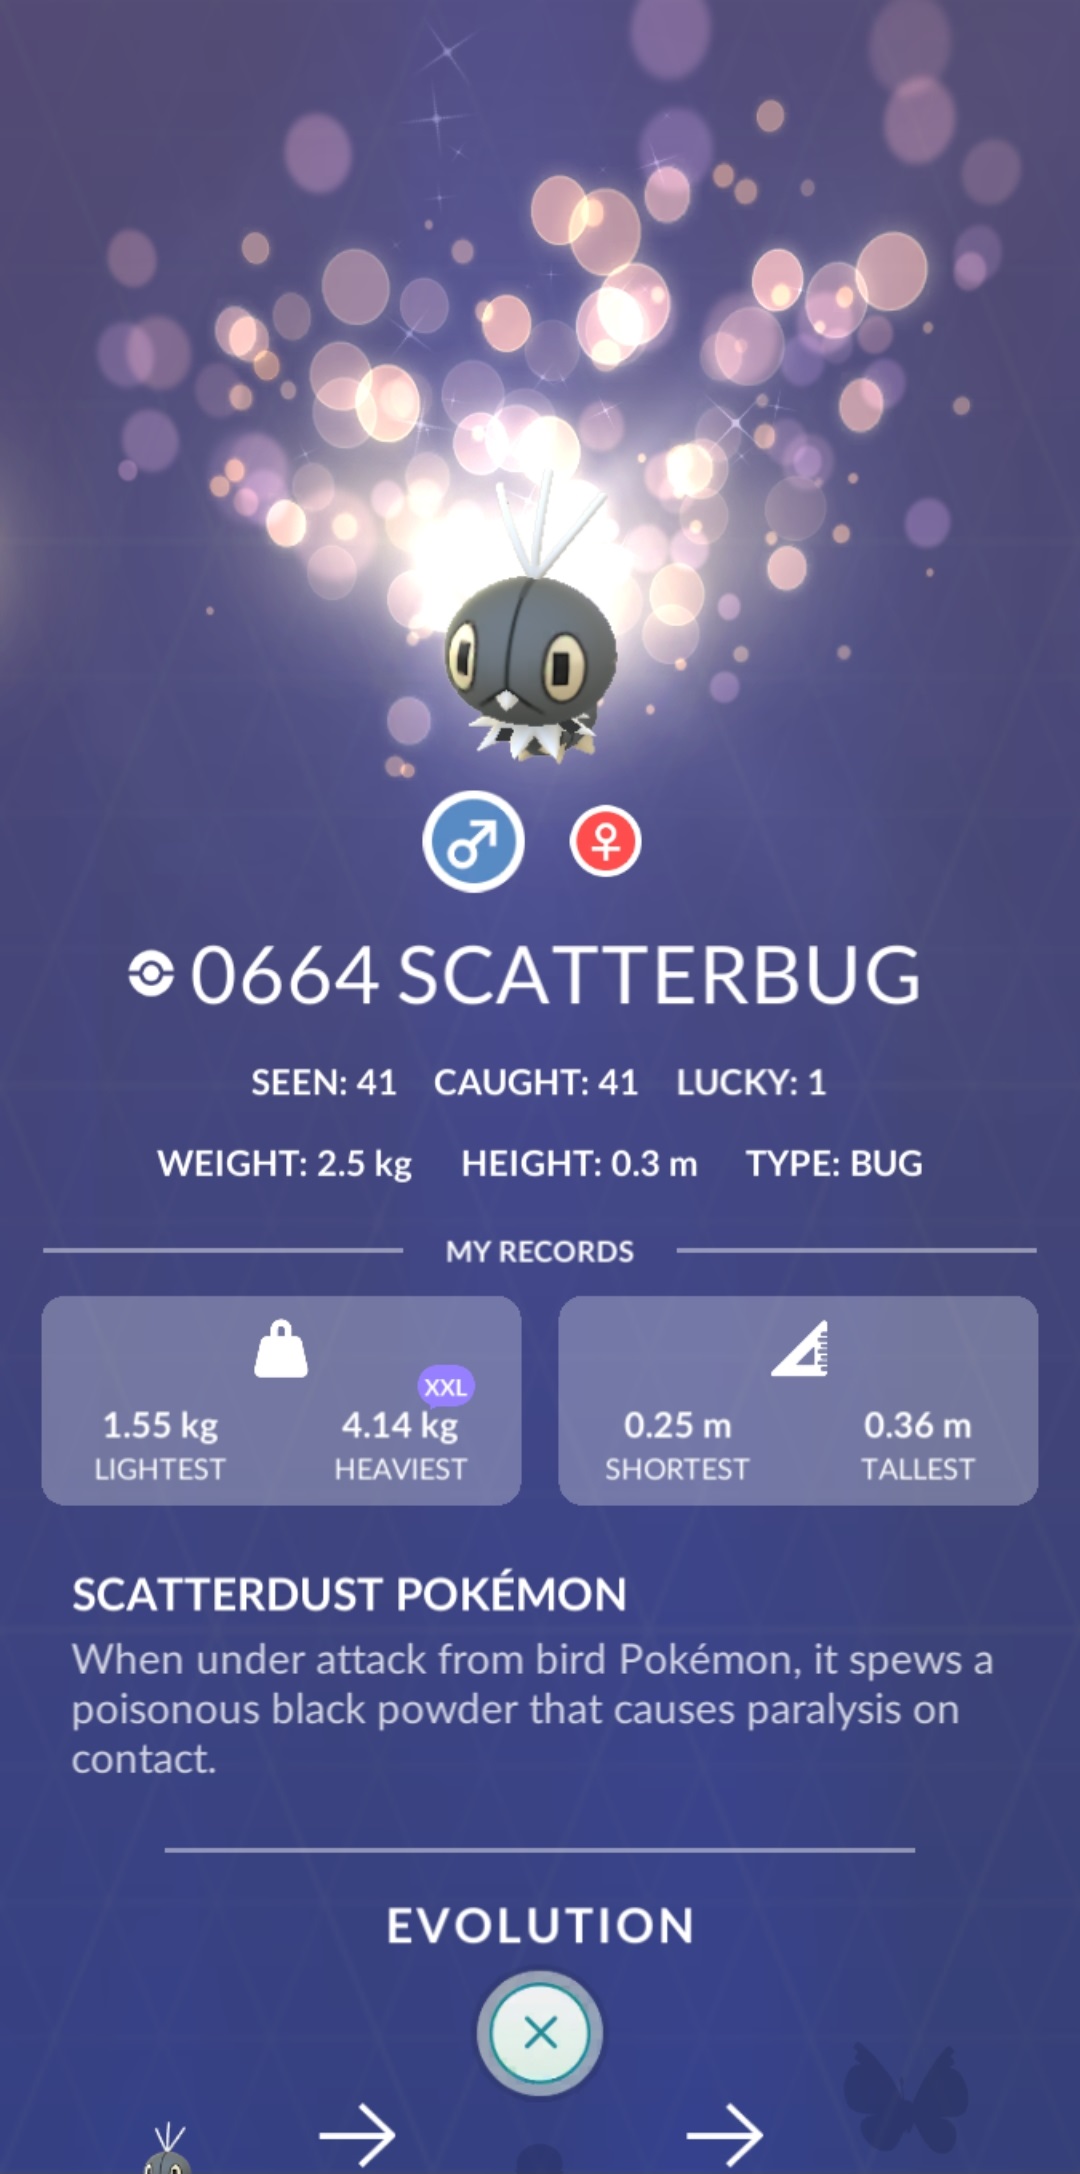 0664 SCATTERBUG
SEEN: 41 CAUGHT: 41 LUCKY: 1
WEIGHT: 2.5 kg HEIGHT: 0.3 m TYPE: BUG
MY RECORDS
XXL
1.55 kg 4.14 kg 0.25 m 0.36 m
LIGHTEST HEAVIEST SHORTEST TALLEST
SCATTERDUST POKÉMON
When under attack from bird Pokémon, it spews a
poisonous black powder that causes paralysis on
contact.
EVOLUTION